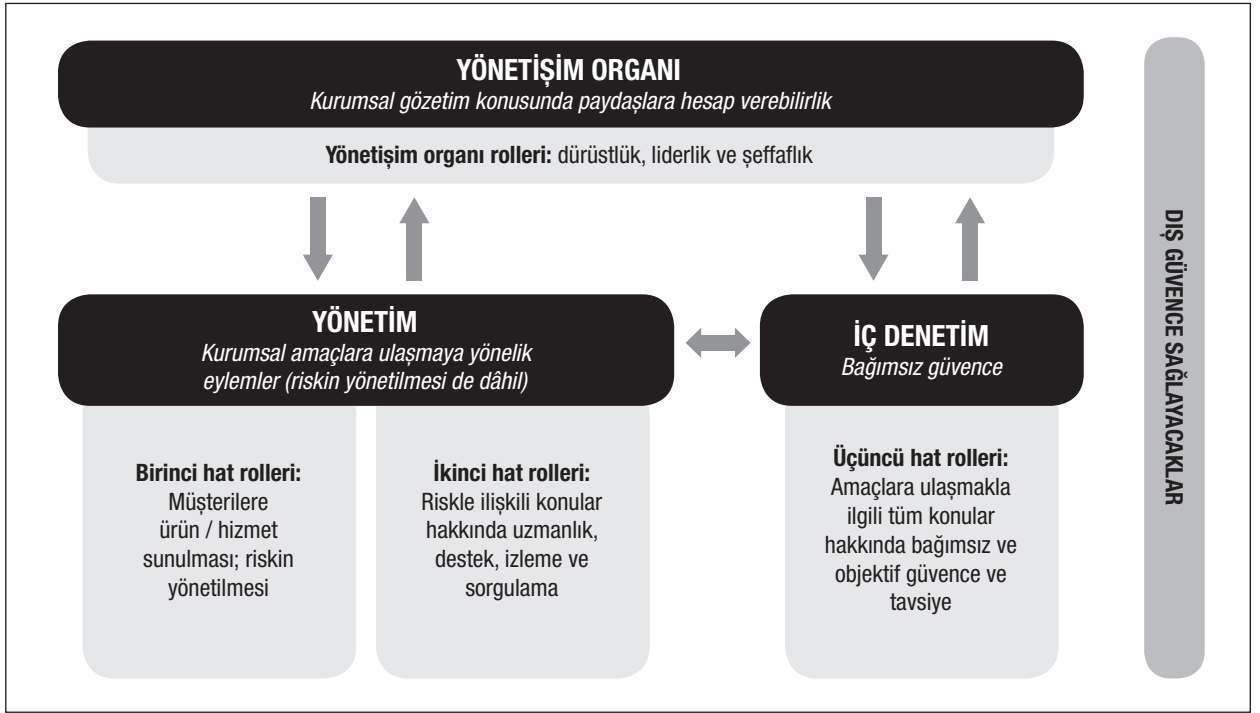 YÖNETİŞİM ORGANI
Kurumsal gözetim konusunda paydaşlara hesap verebilirlik
Yönetişim organı rolleri: dürüstlük, liderlik ve şeffaflık
YÖNETİM
Kurumsal amaçlara ulaşmaya yönelik
eylemler (riskin yönetilmesi de dâhil)
Birinci hat rolleri:
Müşterilere
ürün / hizmet
sunulması; riskin
yönetilmesi
İkinci hat rolleri:
Riskle ilişkili konular
hakkında uzmanlık,
destek, izleme ve
sorgulama
İÇ DENETİM
Bağımsız güvence
Üçüncü hat rolleri:
Amaçlara ulaşmakla
ilgili tüm konular
hakkında bağımsız ve
objektif güvence ve
tavsiye
DIŞ GÜVENCE SAĞLAYACAKLAR